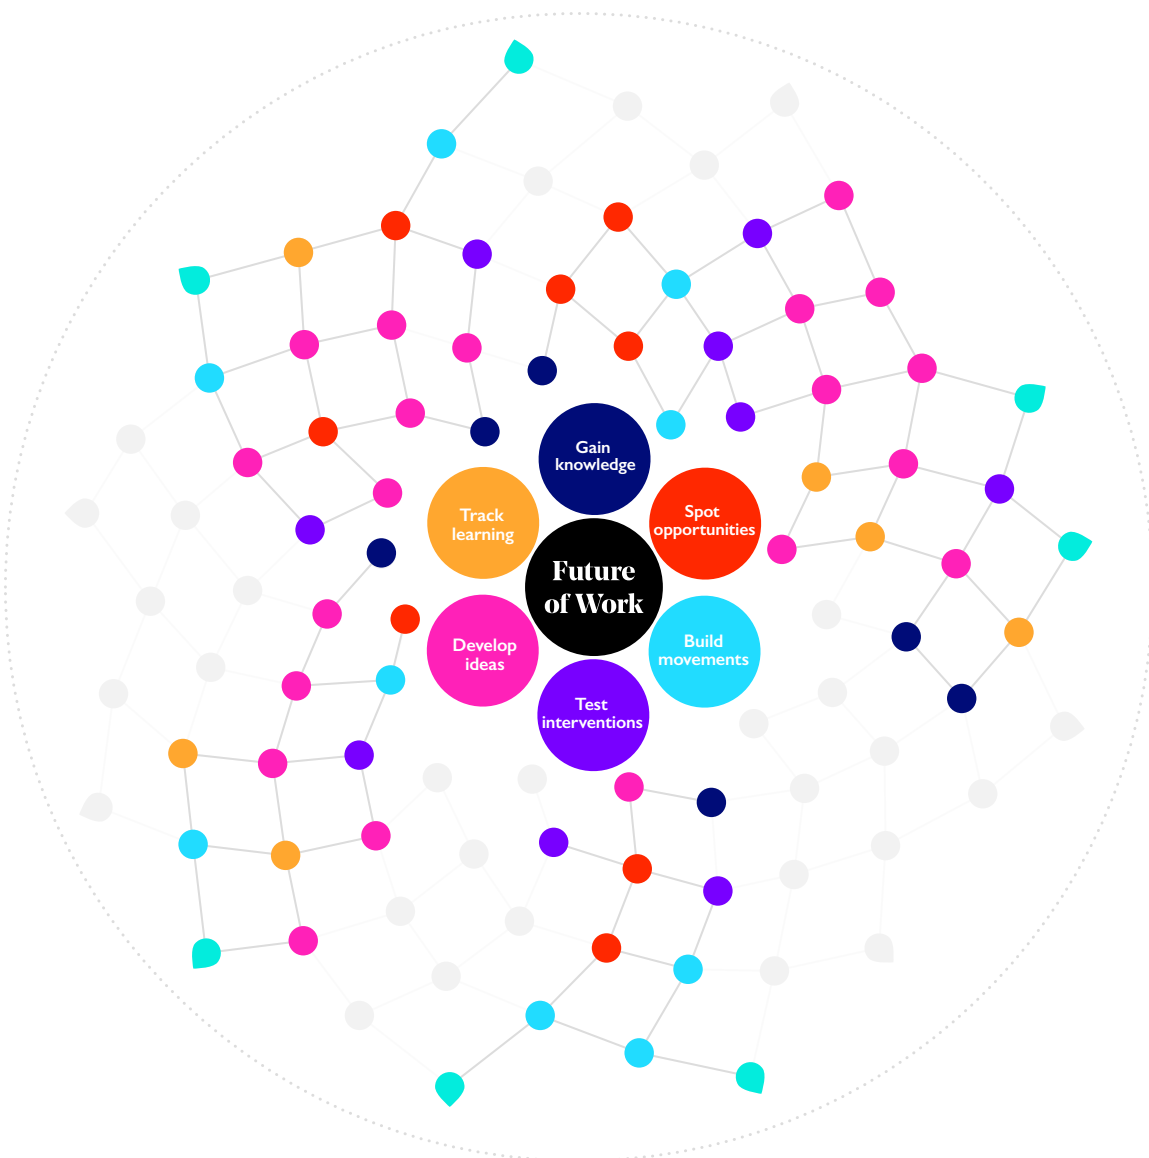 Gain
knowledge
Track
learning
Spot
opportunities
Future
of Work
Develop
ideas
Build
movements
Test
interventions